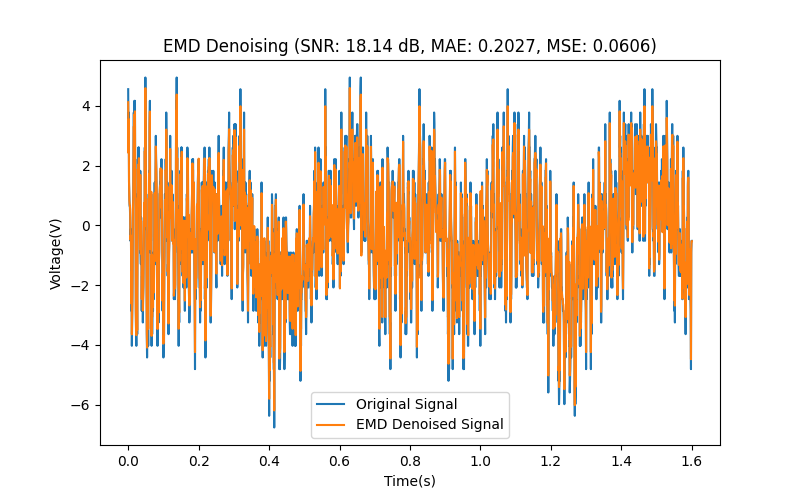 EMD Denoising (SNR: 18.14 dB, MAE: 0.2027, MSE: 0.0606)
4
2
0
−2
−4
−6
Voltage(V)
Original Signal
EMD Denoised Signal
0.0 0.2 0.4 0.6 0.8 1.0 1.2 1.4 1.6
Time(s)